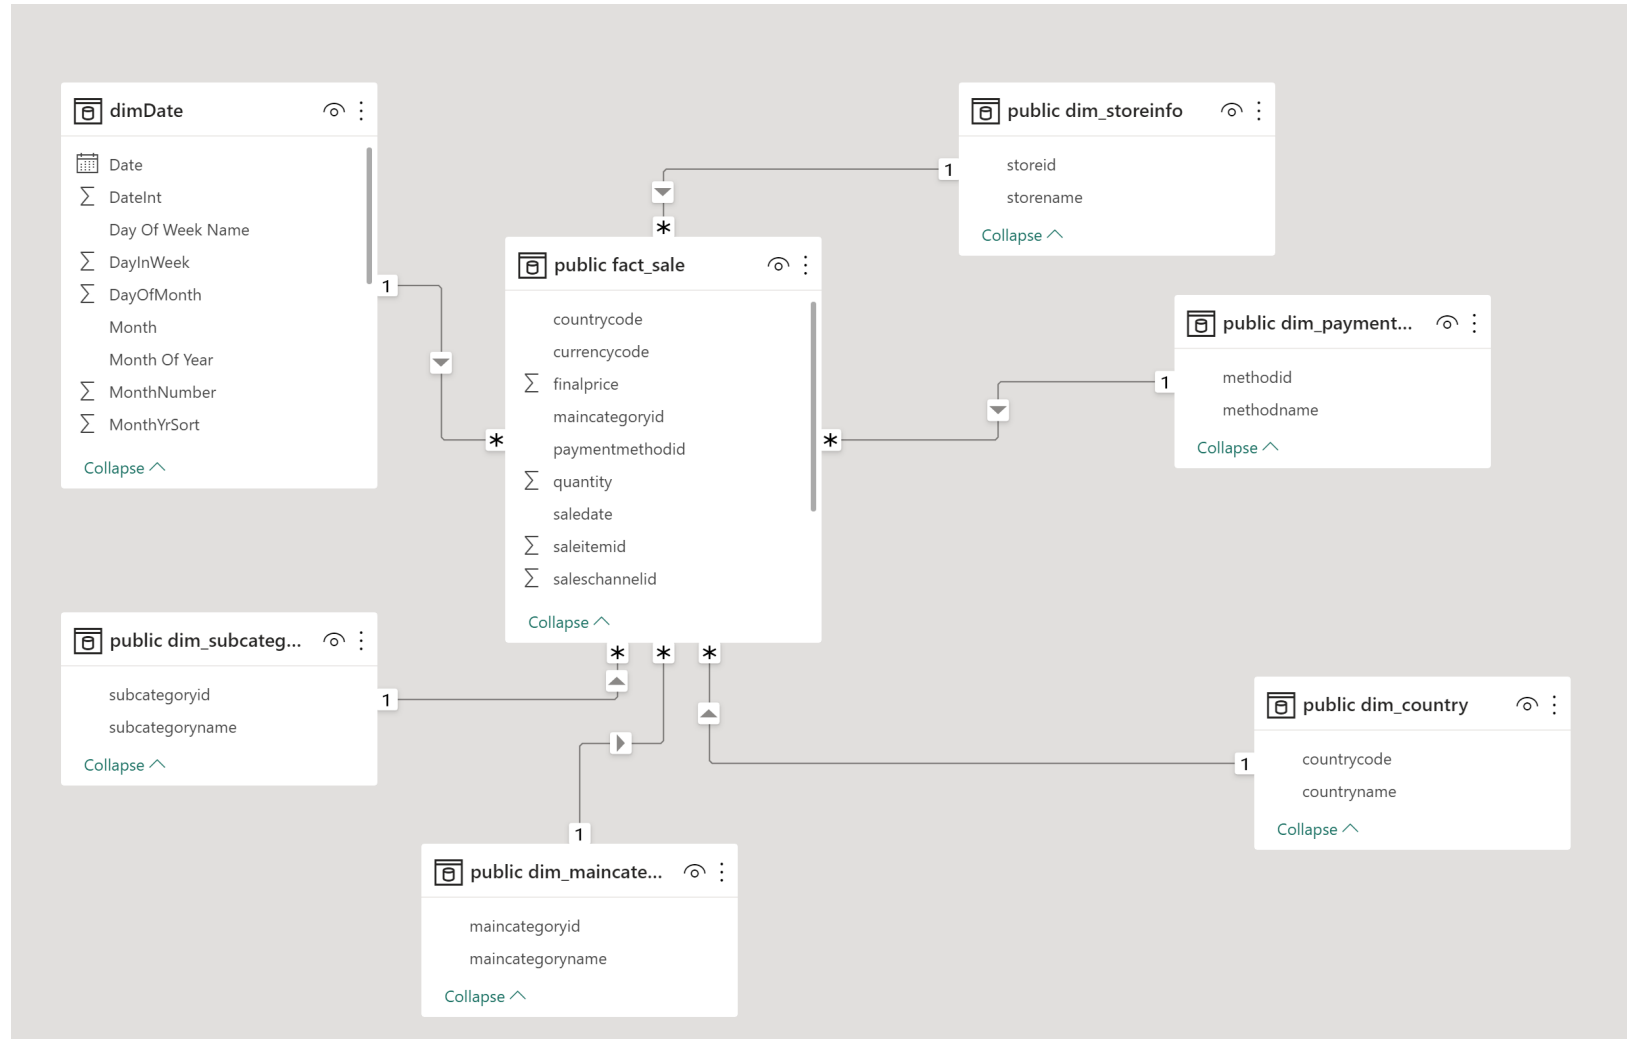 dimDate
Date
DateInt
Day Of Week Name
DayInWeek
DayOfMonth
Month
Month Of Year
MonthNumber
MonthYrSort
Collapse
1
public dim_storeinfo
storeid
storename
Collapse
1
*
public fact_sale
countrycode
currencycode
finalprice
maincategoryid
paymentmethodid
quantity
saledate
saleitemid
saleschannelid
Collapse
*
*
public dim_payment...
methodid
methodname
Collapse
1
public dim_subcateg...
subcategoryid
subcategoryname
Collapse
1
* * *
public dim_country
countrycode
countryname
Collapse
1
1
public dim_maincate...
maincategoryid
maincategoryname
Collapse